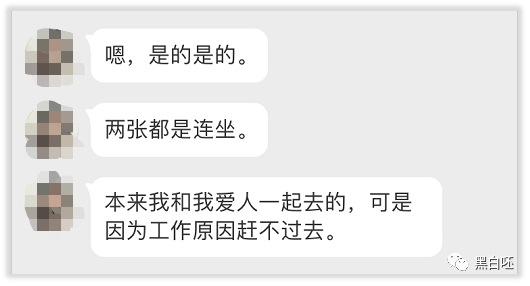 嗯，是的是的。
两张都是连坐。
本来我和我爱人一起去的，可是
因为工作原因赶不过去。
黑白呸